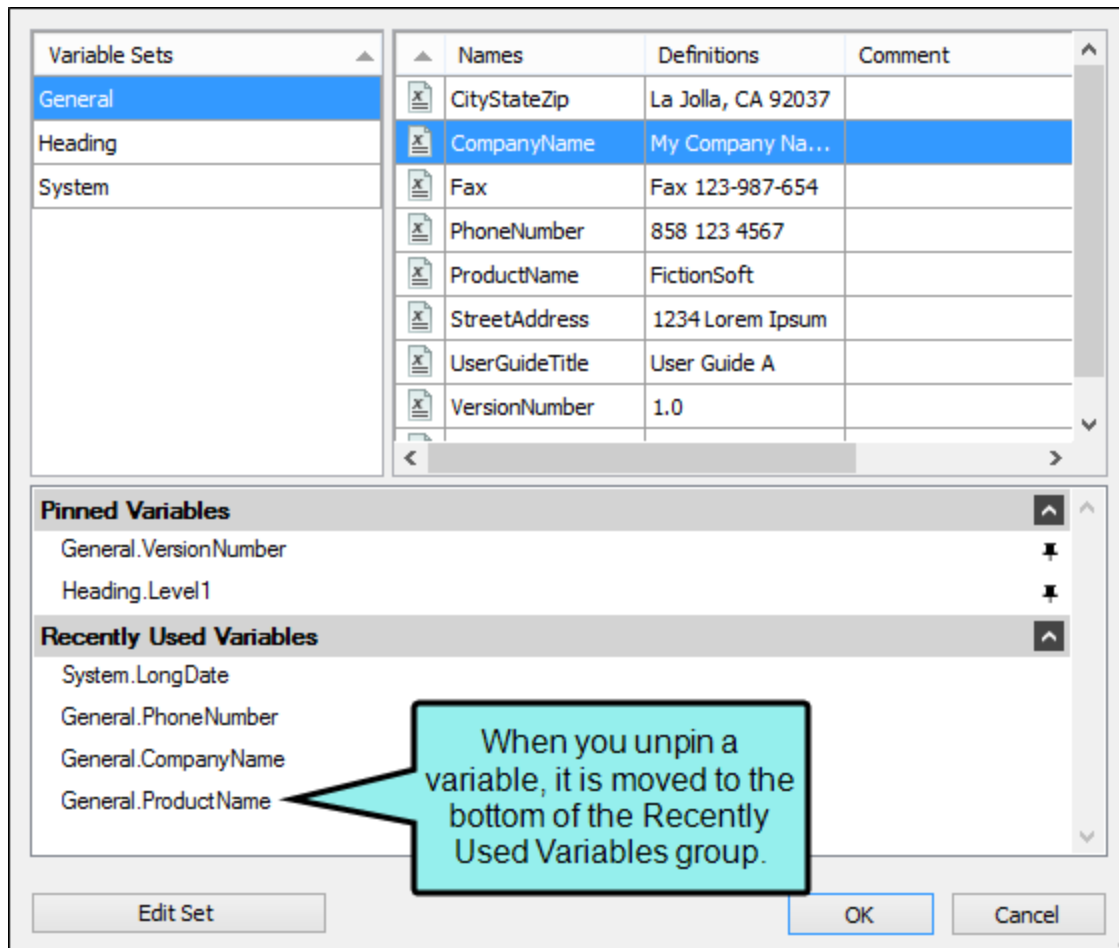 Variable Sets
General
Heading
System
Names Definitions Comment
CityStateZip La Jolla, CA 92037
CompanyName My Company Na...
Fax Fax 123-987-654
PhoneNumber 858 123 4567
ProductName FictionSoft
StreetAddress 1234 Lorem Ipsum
UserGuideTitle User Guide A
VersionNumber 1.0
Pinned Variables
General.VersionNumber
Heading.Level1
Recently Used Variables
System.LongDate
General.PhoneNumber
General.CompanyName
General.ProductName
When you unpin a
variable, it is moved to the
bottom of the Recently
Used Variables group.
Edit Set
OK
Cancel